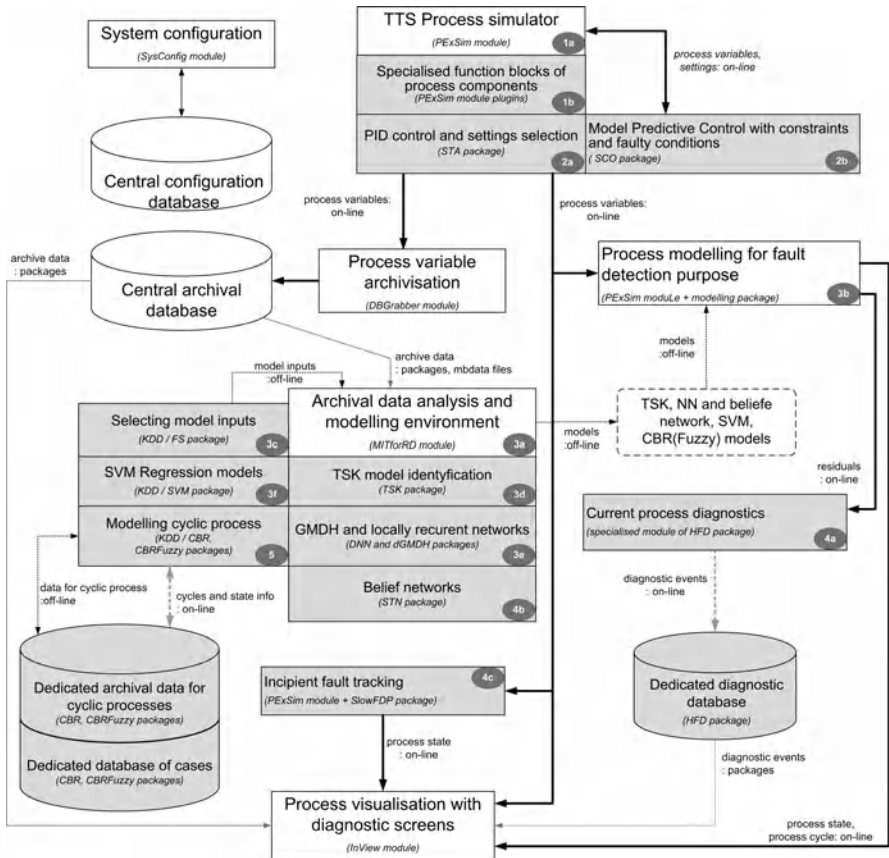 System configuration
(SysConfig module)
TTS Process simulator
(PExSim module)
1a
process variables,
settings: on-line
Specialised function blocks of
process components
(PExSim module plugins)
1b
PID control and settings selection
(STA package)
2a
Model Predictive Control with constraints
and faulty conditions
( SCO package)
2b
Central configuration
database
process variables:
on-line
process variables:
on-line
archive data
: packages
Central archival
database
Process variable
archivisation
(DBGrabber module)
Process modelling for fault
detection purpose
(PExSim moduLe + modelling package)
3b
model inputs
:off-line
archive data
: packages, mbdata files
models
:off-line
Selecting model inputs
(KDD / FS package)
3c
Archival data analysis and
modelling environment
(MITforRD module)
3a
models
:off-line
TSK, NN and beliefe
network, SVM,
CBR(Fuzzy) models
SVM Regression models
(KDD / SVM package)
3f
TSK model identyfication
(TSK package)
3d
residuals
: on-line
Modelling cyclic process
(KDD / CBR,
CBRFuzzy packages)
5
GMDH and locally recurent networks
(DNN and dGMDH packages)
3e
Current process diagnostics
(specialised module of HFD package)
4a
Belief networks
(STN package)
4b
data for cyclic process
:off-line
cycles and state info
: on-line
diagnostic events
: on-line
Dedicated archival data for
cyclic processes
(CBR, CBRFuzzy packages)
Dedicated database of cases
(CBR, CBRFuzzy packages)
Incipient fault tracking
(PExSim module + SlowFDP package)
4c
Dedicated diagnostic
database
(HFD package)
process state
: on-line
diagnostic events
: packages
Process visualisation with
diagnostic screens
(InView module)
process state,
process cycle: on-line